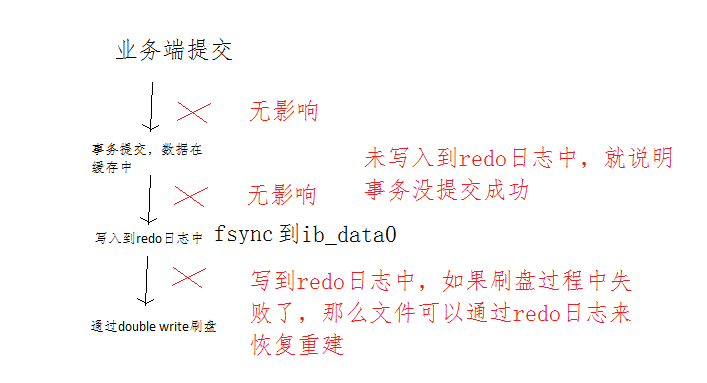 业务端提交
无影响
事务提交，数据在
缓存中
未写入到redo日志中，就说明
事务没提交成功
无影响
写入到redo日志中 fsync 到ib_data0
写到redo日志中，如果刷盘过程中失
败了，那么文件可以通过redo日志来
恢复重建
通过double write刷盘